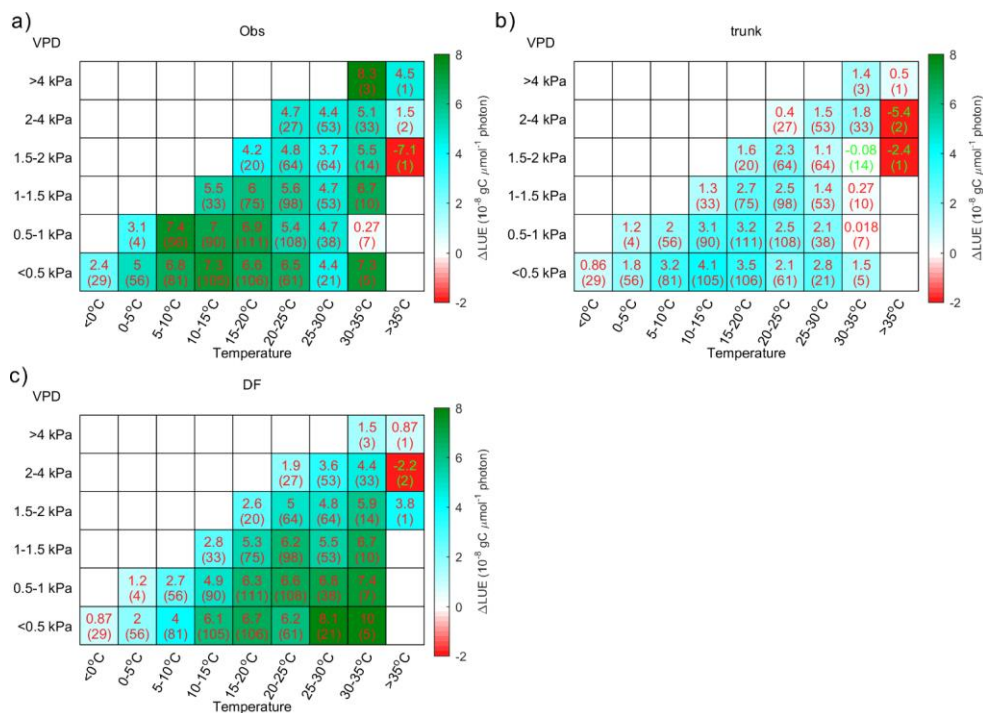 a)
Obs
VPD
>4 kPa
8.3 4.5
(3) (1)
2-4 kPa
4.7 4.4 5.1 1.5
(27) (53) (33) (2)
1.5-2 kPa
4.2 4.8 3.7 5.5 -7.1
(20) (64) (64) (14) (1)
1-1.5 kPa
5.5 6 5.6 4.7 6.7
(33) (75) (98) (53) (10)
0.5-1 kPa
3.1 7.4 7 6.9 5.4 4.7 0.27
(4) (56) (90) (111) (108) (38) (7)
<0.5 kPa
2.4 5 6.8 7.3 6.6 6.5 4.4 7.3
(29) (56) (81) (105) (106) (61) (21) (5)
<0°C 0-5°C 5-10°C 10-15°C 15-20°C 20-25°C 25-30°C 30-35°C >35°C
Temperature
8
6
4
2
0
-2
ΔLUE (10⁻⁸ gC μmol⁻¹ photon)
b)
trunk
VPD
>4 kPa
1.4 0.5
(3) (1)
2-4 kPa
0.4 1.5 1.8 -5.4
(27) (53) (33) (2)
1.5-2 kPa
1.6 2.3 1.1 -0.08 -2.4
(20) (64) (64) (14) (1)
1-1.5 kPa
1.3 2.7 2.5 1.4 0.27
(33) (75) (98) (53) (10)
0.5-1 kPa
1.2 2 3.1 3.2 2.5 2.1 0.018
(4) (56) (90) (111) (108) (38) (7)
<0.5 kPa
0.86 1.8 3.2 4.1 3.5 2.1 2.8 1.5
(29) (56) (81) (105) (106) (61) (21) (5)
<0°C 0-5°C 5-10°C 10-15°C 15-20°C 20-25°C 25-30°C 30-35°C >35°C
Temperature
8
6
4
2
0
-2
ΔLUE (10⁻⁸ gC μmol⁻¹ photon)
c)
DF
VPD
>4 kPa
1.5 0.87
(3) (1)
2-4 kPa
1.9 3.6 4.4 -2.2
(27) (53) (33) (2)
1.5-2 kPa
2.6 5 4.8 5.9 3.8
(20) (64) (64) (14) (1)
1-1.5 kPa
2.8 5.3 6.2 5.5 6.7
(33) (75) (98) (53) (10)
0.5-1 kPa
1.2 2.7 4.9 6.3 6.6 6.8 7.4
(4) (56) (90) (111) (108) (38) (7)
<0.5 kPa
0.87 2 4 6.1 6.7 6.2 8.1 10
(29) (56) (81) (105) (106) (61) (21) (5)
<0°C 0-5°C 5-10°C 10-15°C 15-20°C 20-25°C 25-30°C 30-35°C >35°C
Temperature
8
6
4
2
0
-2
ΔLUE (10⁻⁸ gC μmol⁻¹ photon)